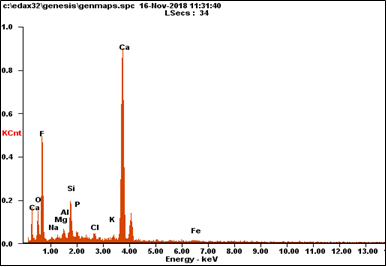 c:\edax32\genesis\genmaps.spc 16-Nov-2018 11:31:40
LSecs : 34
1.0
Ca
0.8
0.6
KCnt
F
0.4
Si
0.2
O
P
Ca
Al
Mg
Na
Cl
K
Fe
0.0
1.00 2.00 3.00 4.00 5.00 6.00 7.00 8.00 9.00 10.00 11.00 12.00 13.00
Energy - keV